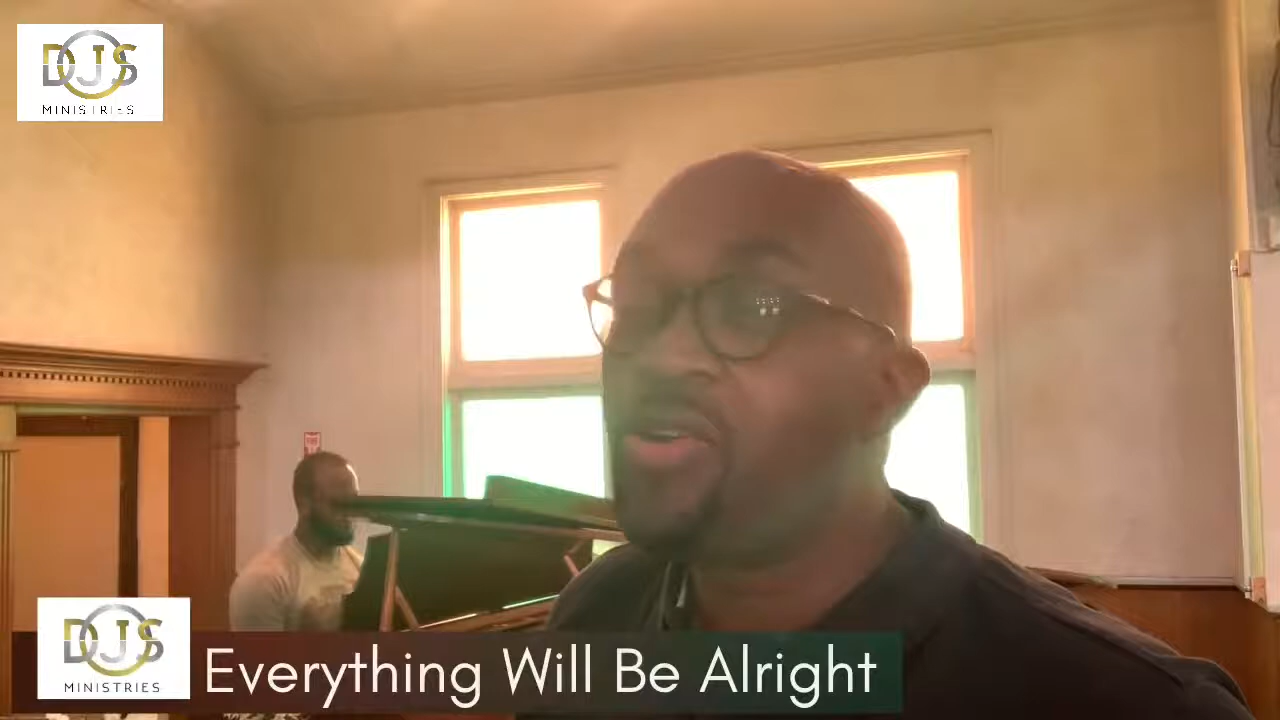 DJS
MINISTRIES
DJS
MINISTRIES
Everything Will Be Alright